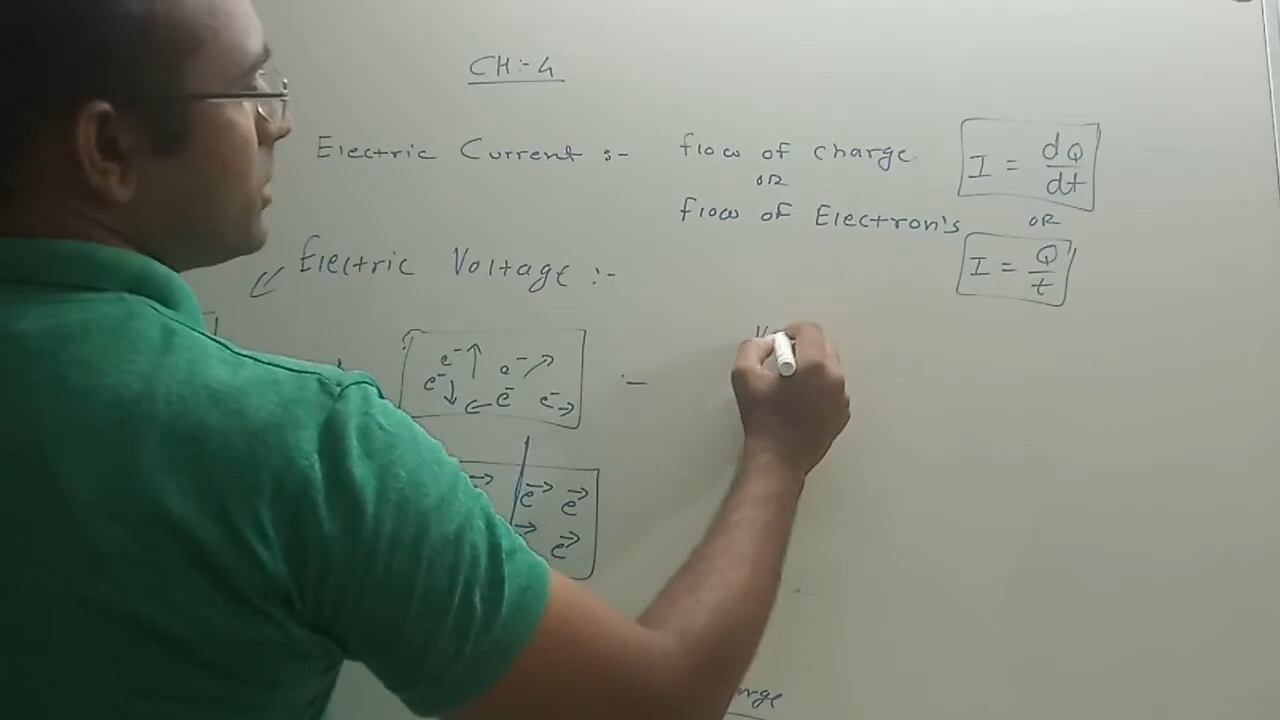 CH:- 4
Electric Current :- flow of charge
OR
flow of Electron's
I = dQ/dt
OR
I = Q/t
Electric Voltage :-
e⁻↑ e⁻↗
e⁻↓ ←e⁻ e⁻→
→ e→ e→
→ e→